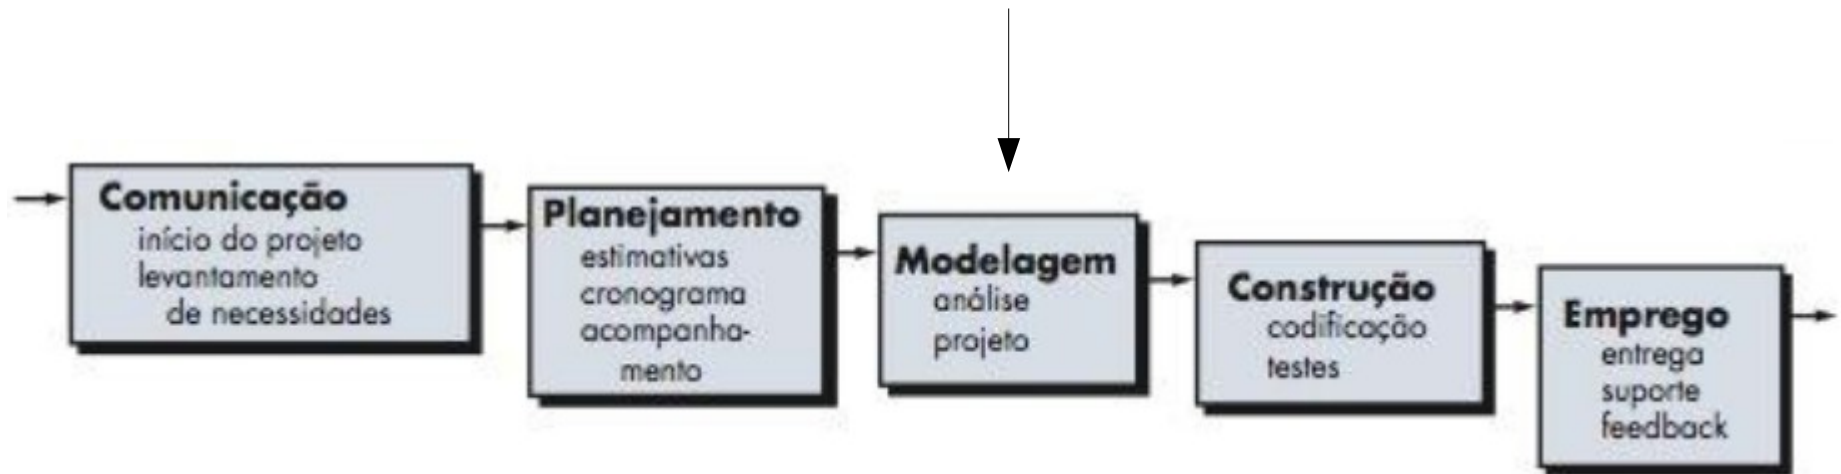 Comunicação
início do projeto
levantamento
de necessidades
Planejamento
estimativas
cronograma
acompanha-
mento
Modelagem
análise
projeto
Construção
codificação
testes
Emprego
entrega
suporte
feedback